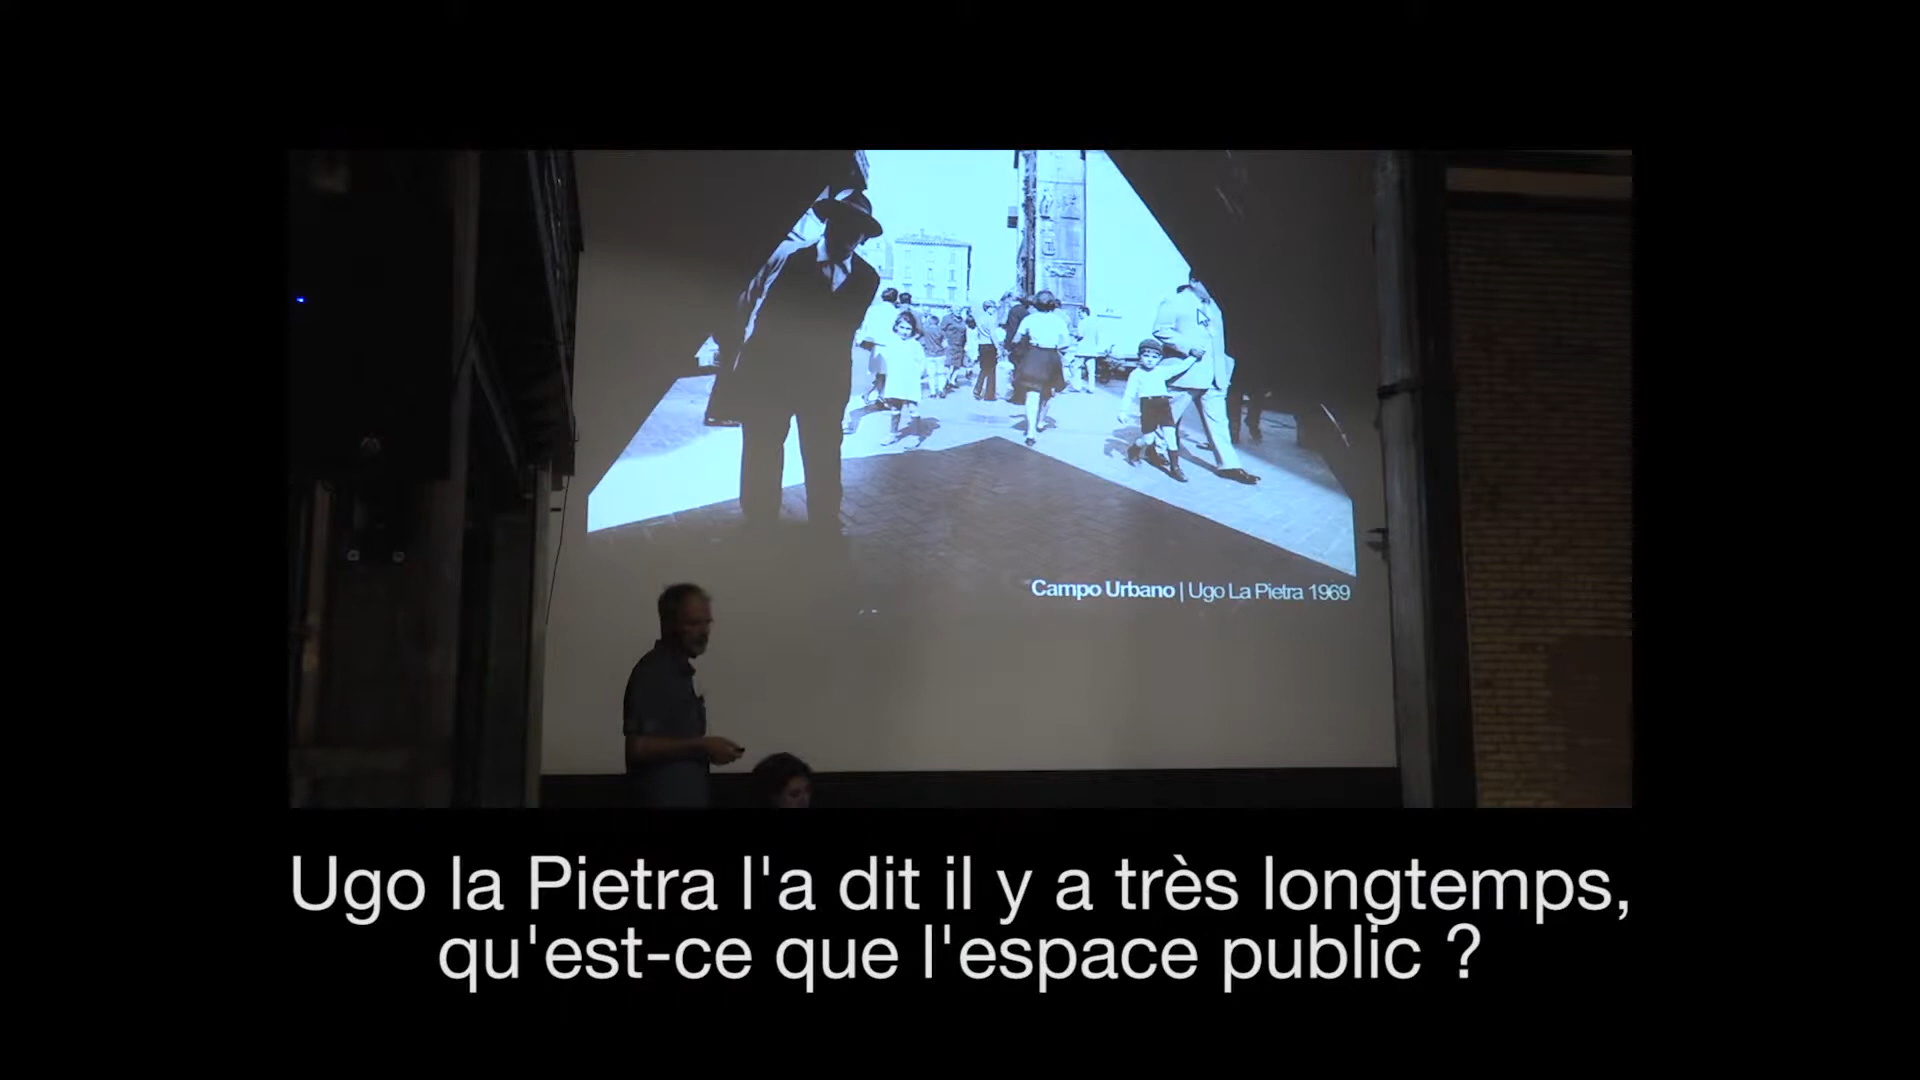 Campo Urbano | Ugo La Pietra 1969
Ugo la Pietra l'a dit il y a très longtemps,
qu'est-ce que l'espace public ?